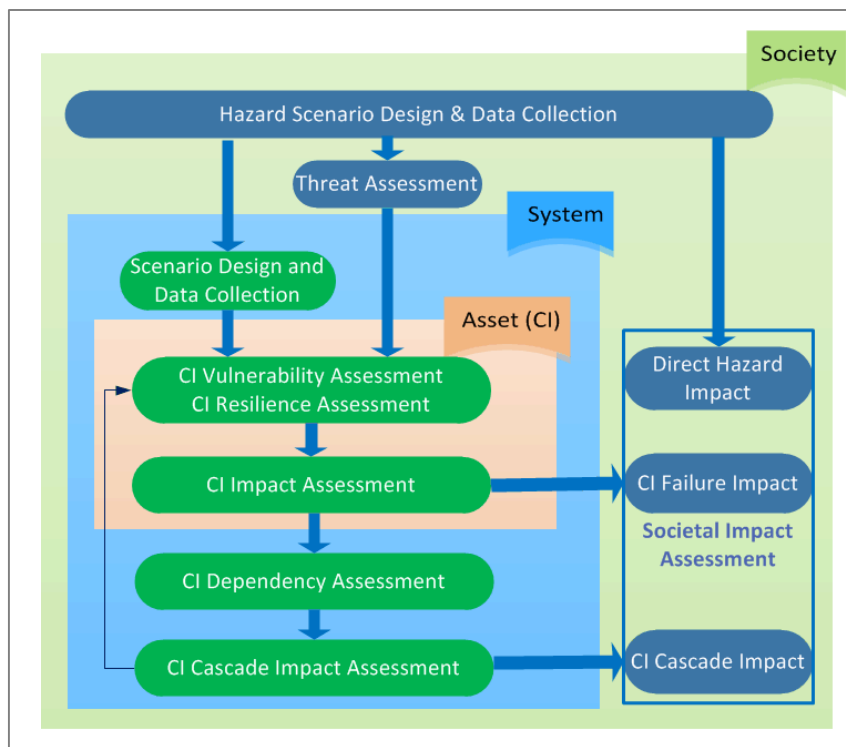 Society
Hazard Scenario Design & Data Collection
Threat Assessment
System
Scenario Design and
Data Collection
Asset (CI)
CI Vulnerability Assessment
CI Resilience Assessment
Direct Hazard
Impact
CI Impact Assessment
CI Failure Impact
Societal Impact
Assessment
CI Dependency Assessment
CI Cascade Impact Assessment
CI Cascade Impact